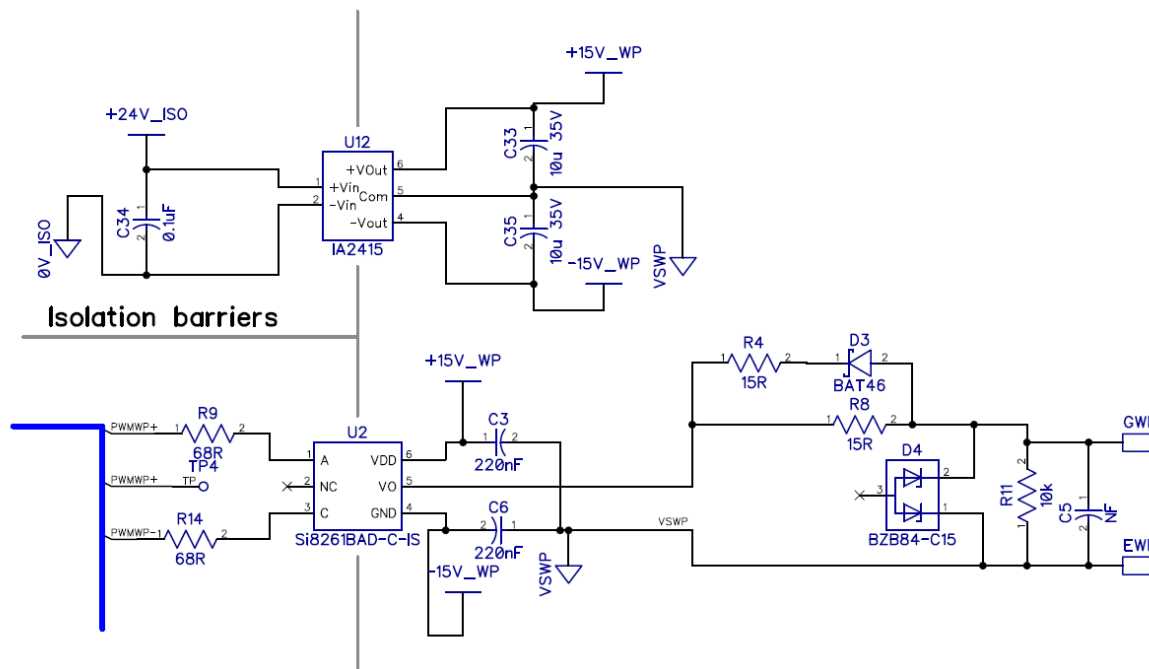 +15V_WP
+24V_ISO
U12
1 +Vin
2 -Vin
+VOut 6
Com 5
-Vout 4
IA2415
1 C33 2
10u 35V
1 C35 2
10u 35V
1 C34 2
0.1uF
0V_ISO
-15V_WP
VSWP
Isolation barriers
+15V_WP
R4
1 2
15R
D3
1 2
BAT46
R8
1 2
15R
PWMWP+
R9
1 2
68R
TP4
PWMWP+
TP
PWMWP-
R14
1 2
68R
U2
1 A
2 NC
3 C
VDD 6
VO 5
GND 4
Si8261BAD-C-IS
C3
1 2
220nF
C6
2 1
220nF
-15V_WP
VSWP
VSWP
D4
3
2
1
BZB84-C15
2
R11
10k
1
1
C5
NF
2